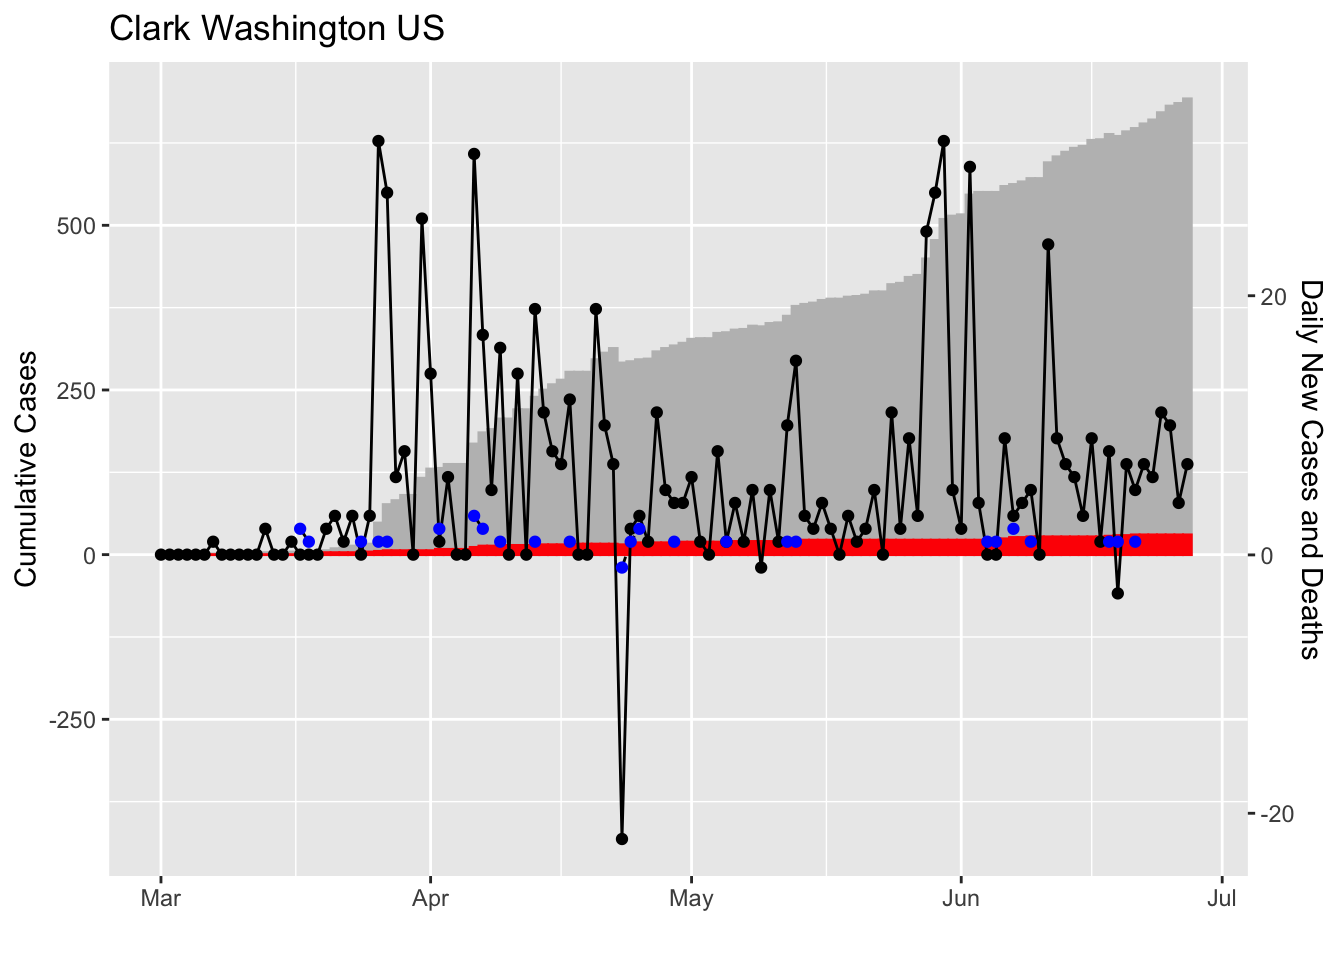 Clark Washington US
Cumulative Cases
500
250
0
-250
20
0
-20
Daily New Cases and Deaths
Mar
Apr
May
Jun
Jul